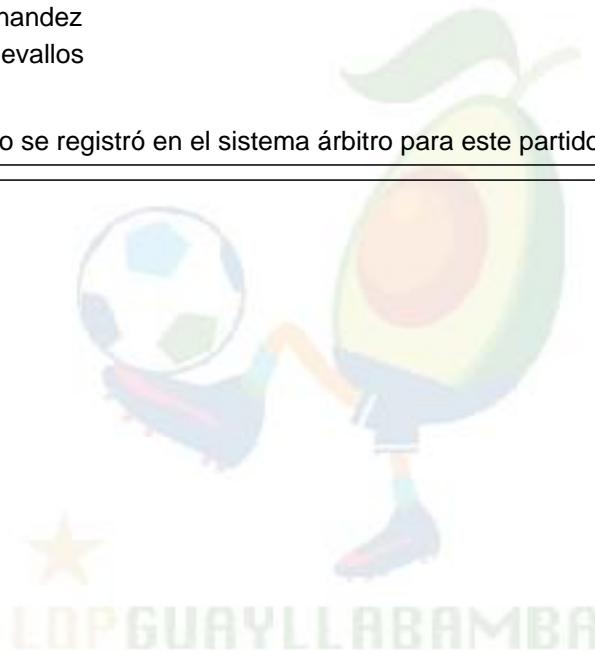 nandez
evallos
o se registró en el sistema árbitro para este partido
LDPGUAYLLABAMBA